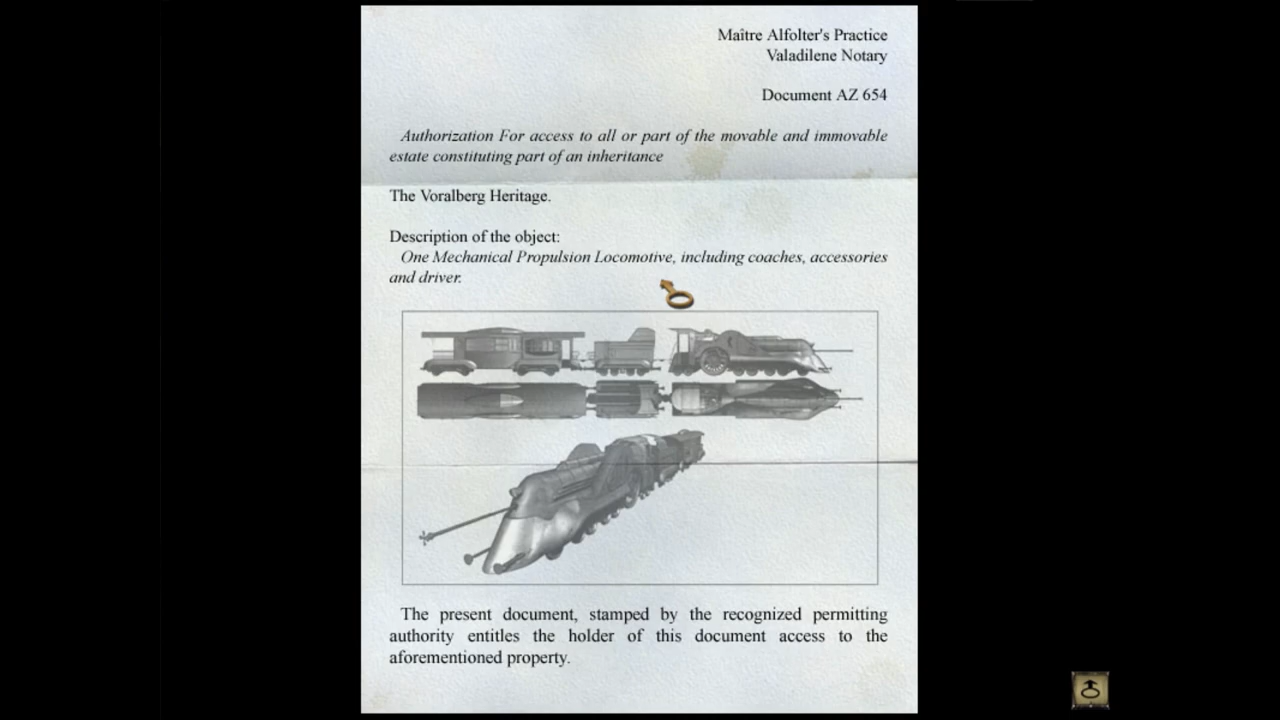 Maître Alfolter's Practice
Valadilene Notary
Document AZ 654
Authorization For access to all or part of the movable and immovable
estate constituting part of an inheritance
The Voralberg Heritage.
Description of the object:
One Mechanical Propulsion Locomotive, including coaches, accessories
and driver.
The present document, stamped by the recognized permitting
authority entitles the holder of this document access to the
aforementioned property.